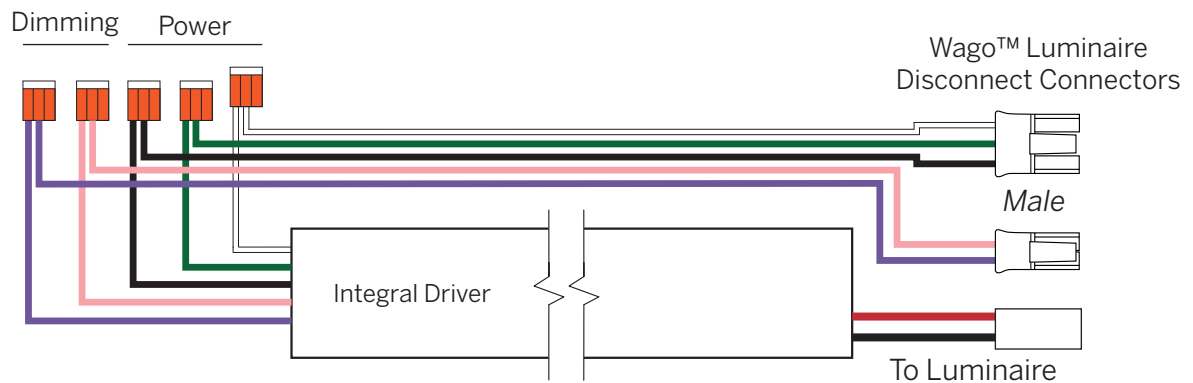 Dimming
Power
Wago™ Luminaire
Disconnect Connectors
Male
Integral Driver
To Luminaire